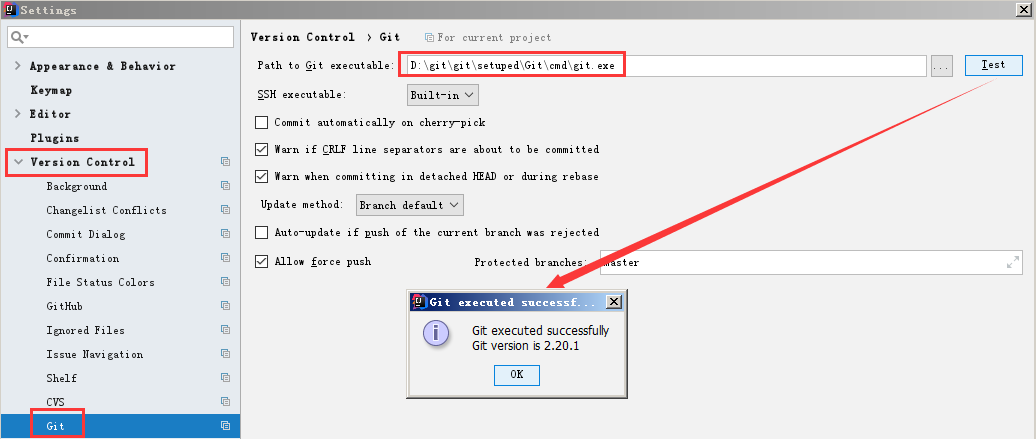 Settings
Appearance & Behavior
Keymap
Editor
Plugins
Version Control
Background
Changelist Conflicts
Commit Dialog
Confirmation
File Status Colors
GitHub
Ignored Files
Issue Navigation
Shelf
CVS
Git
Version Control › Git For current project
Path to Git executable: D:\git\git\setuped\Git\cmd\git.exe ... Test
SSH executable: Built-in
Commit automatically on cherry-pick
Warn if CRLF line separators are about to be committed
Warn when committing in detached HEAD or during rebase
Update method: Branch default
Auto-update if push of the current branch was rejected
Allow force push Protected branches: master
Git executed successf...
Git executed successfully
Git version is 2.20.1
OK